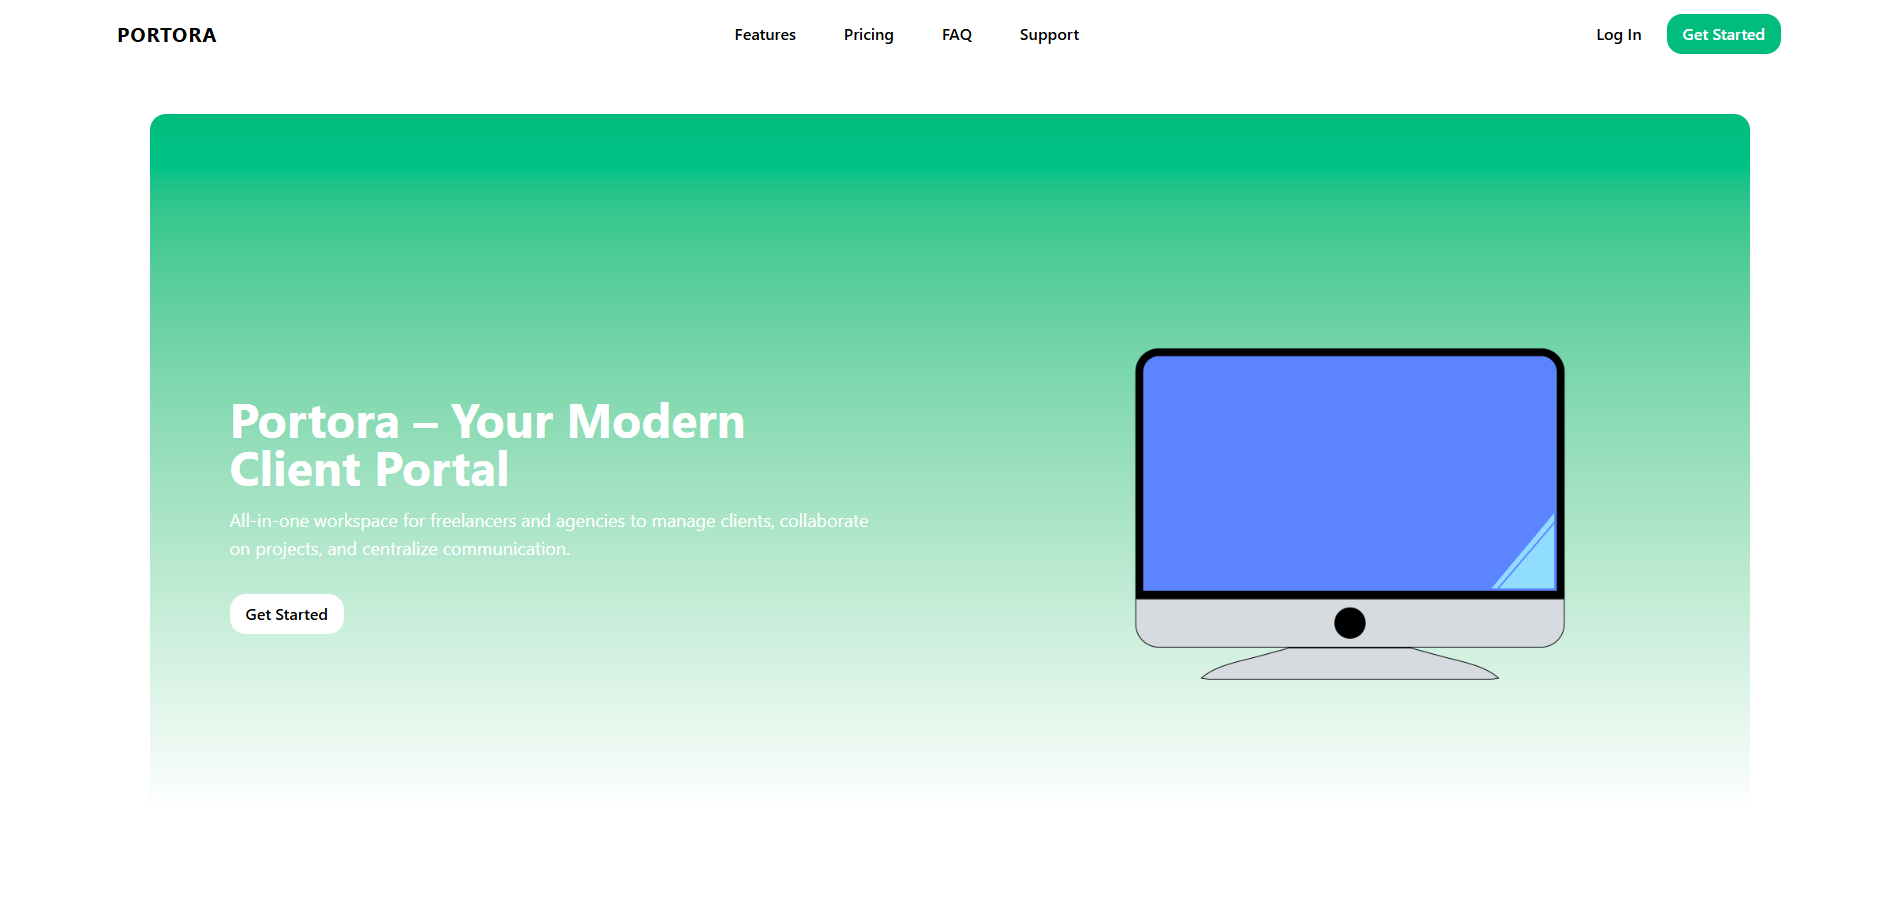 PORTORA
Features
Pricing
FAQ
Support
Log In
Get Started
Portora – Your Modern
Client Portal
All-in-one workspace for freelancers and agencies to manage clients, collaborate
on projects, and centralize communication.
Get Started